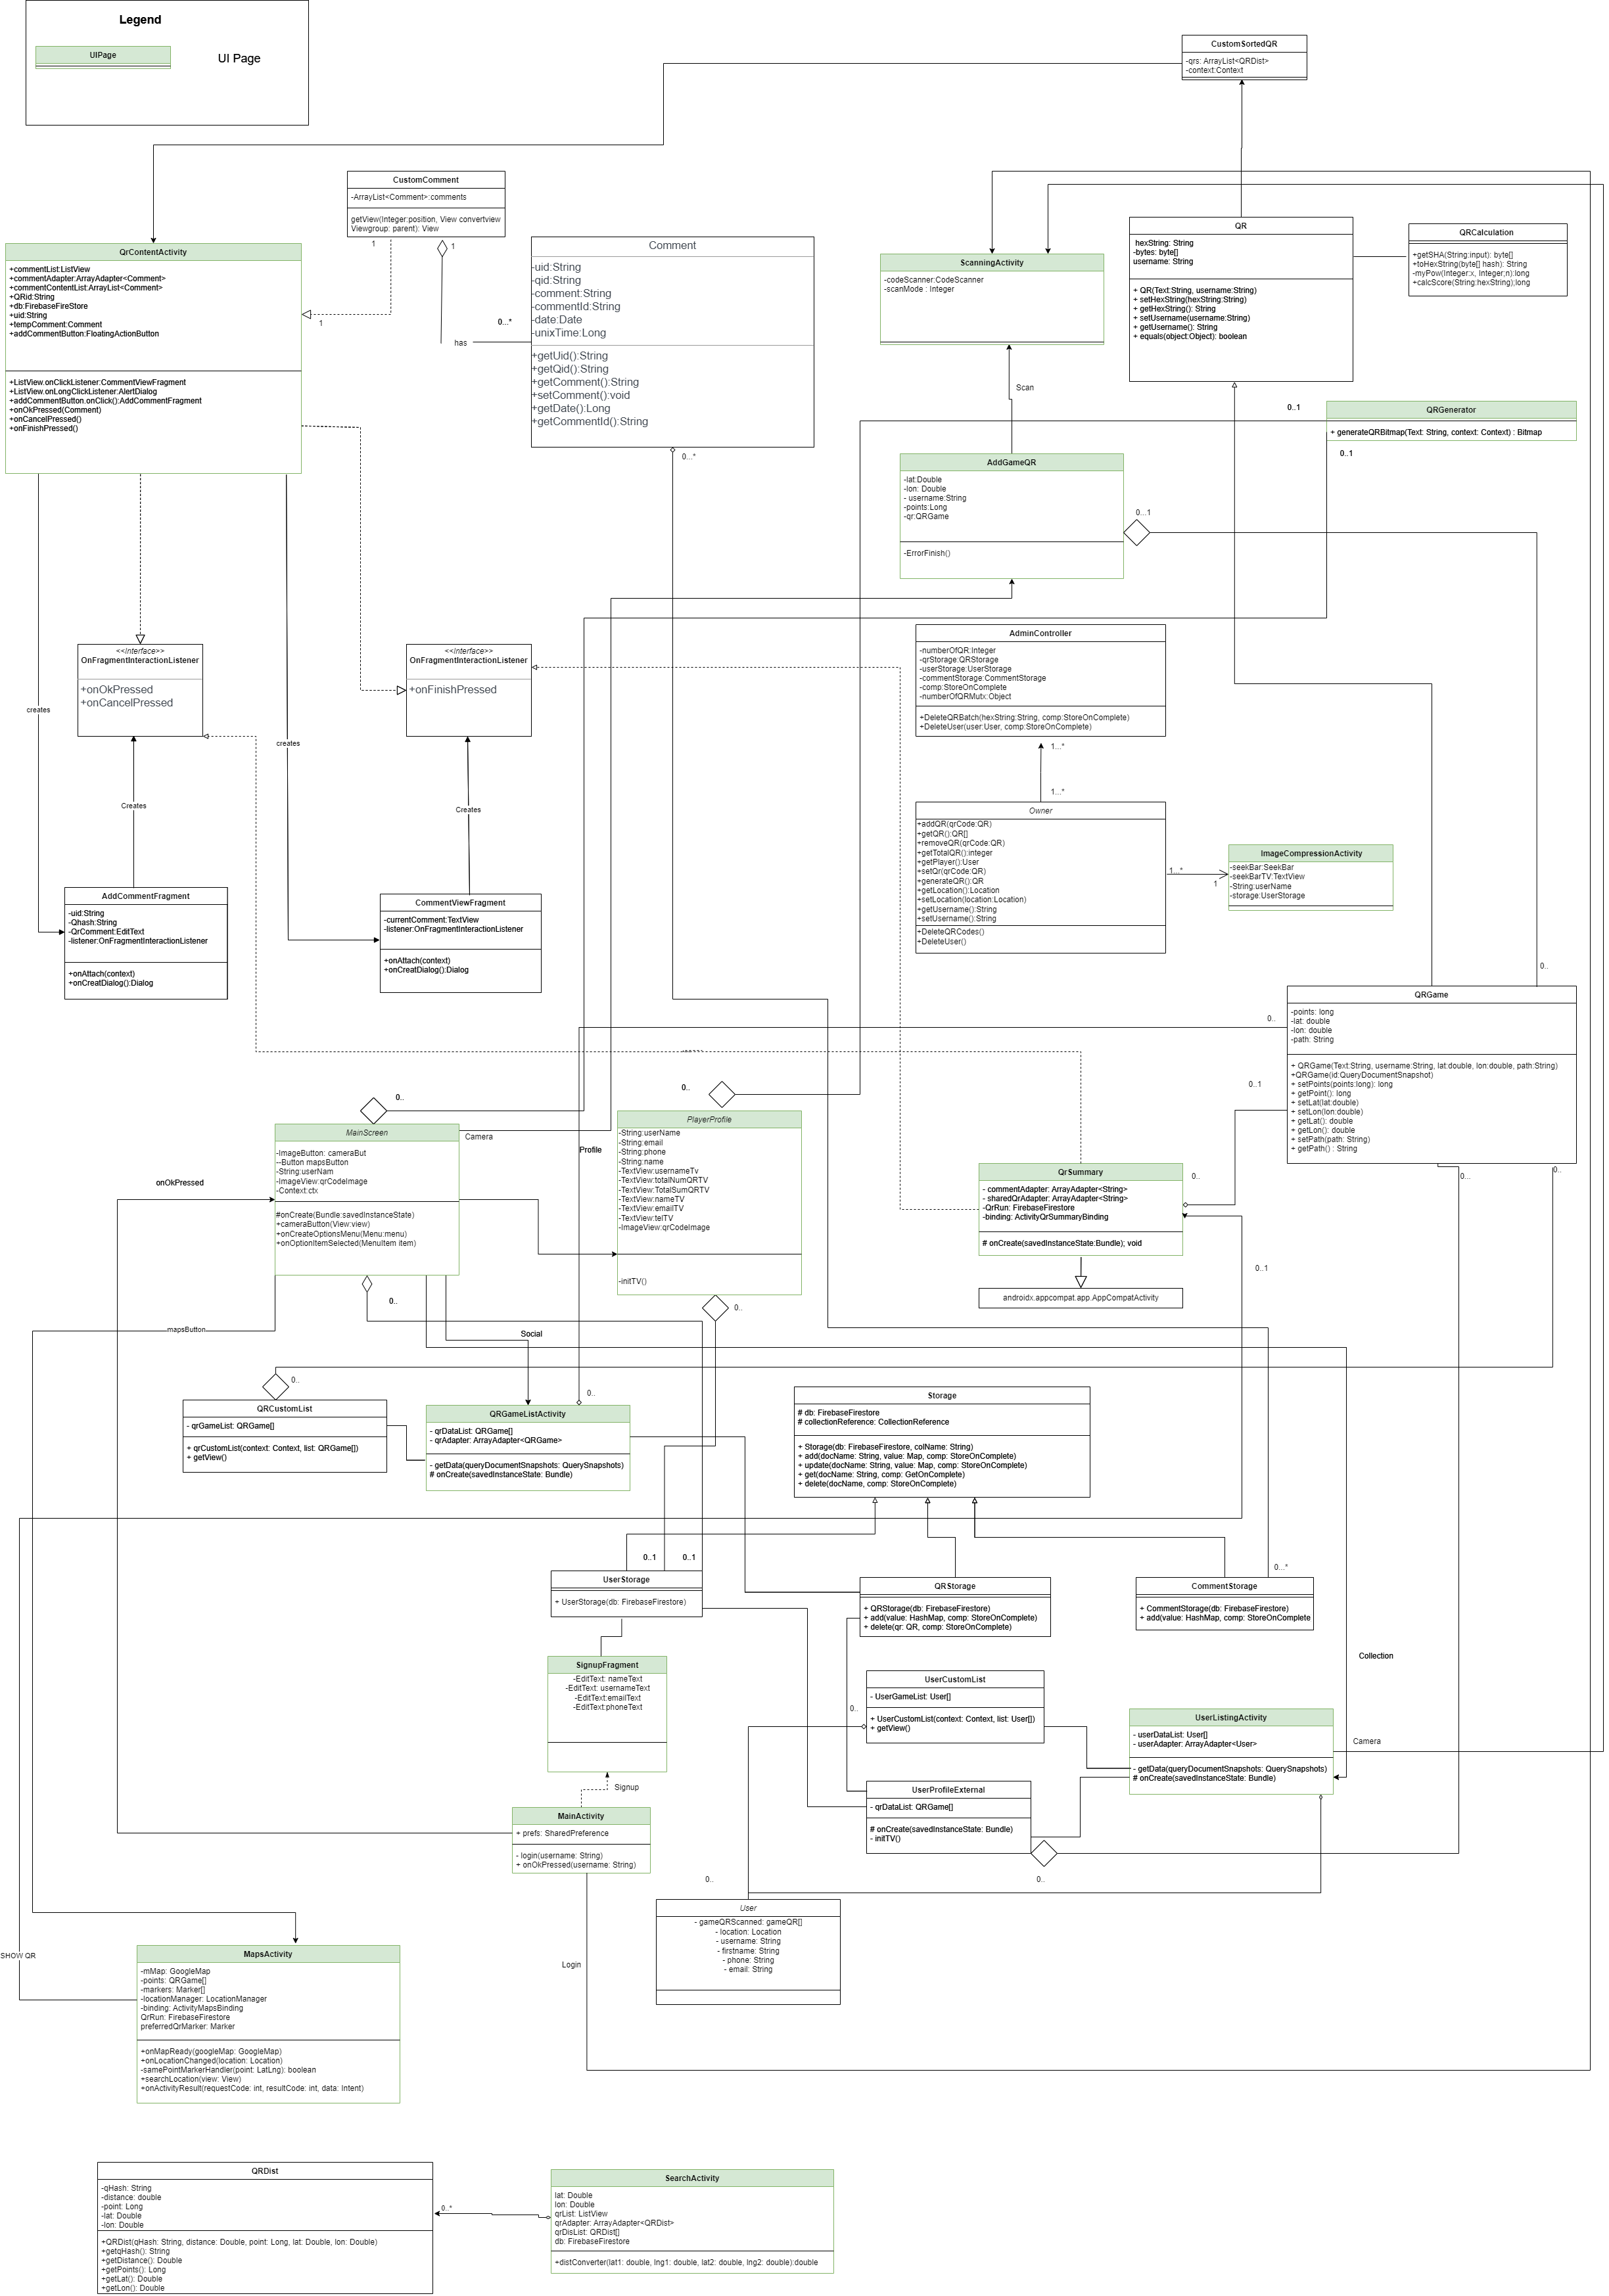 Legend
UIPage
UI Page
CustomSortedQR
-qrs: ArrayList<QRDist>
-context:Context
CustomComment
-ArrayList<Comment>:comments
getView(Integer:position, View convertview
Viewgroup: parent): View
1
1
QrContentActivity
+commentList:ListView
+commentAdapter:ArrayAdapter<Comment>
+commentContentList:ArrayList<Comment>
+QRid:String
+db:FirebaseFireStore
+uid:String
+tempComment:Comment
+addCommentButton:FloatingActionButton
+ListView.onClickListener:CommentViewFragment
+ListView.onLongClickListener:AlertDialog
+addCommentButton.onClick():AddCommentFragment
+onOkPressed(Comment)
+onCancelPressed()
+onFinishPressed()
1
has
0...*
Comment
-uid:String
-qid:String
-comment:String
-commentId:String
-date:Date
-unixTime:Long
+getUid():String
+getQid():String
+getComment():String
+setComment():void
+getDate():Long
+getCommentId():String
0...*
ScanningActivity
-codeScanner:CodeScanner
-scanMode : Integer
Scan
QR
hexString: String
-bytes: byte[]
username: String
+ QR(Text:String, username:String)
+ setHexString(hexString:String)
+ getHexString(): String
+ setUsername(username:String)
+ getUsername(): String
+ equals(object:Object): boolean
QRCalculation
+getSHA(String:input): byte[]
+toHexString(byte[] hash): String
-myPow(Integer:x, Integer;n):long
+calcScore(String:hexString);long
0..1
QRGenerator
+ generateQRBitmap(Text: String, context: Context) : Bitmap
0..1
AddGameQR
-lat:Double
-lon: Double
- username:String
-points:Long
-qr:QRGame
-ErrorFinish()
0...1
<<Interface>>
OnFragmentInteractionListener
+onOkPressed
+onCancelPressed
<<Interface>>
OnFragmentInteractionListener
+onFinishPressed
creates
creates
Creates
Creates
AdminController
-numberOfQR:Integer
-qrStorage:QRStorage
-userStorage:UserStorage
-commentStorage:CommentStorage
-comp:StoreOnComplete
-numberOfQRMutx:Object
+DeleteQRBatch(hexString:String, comp:StoreOnComplete)
+DeleteUser(user:User, comp:StoreOnComplete)
1...*
1...*
Owner
+addQR(qrCode:QR)
+getQR():QR[]
+removeQR(qrCode:QR)
+getTotalQR():integer
+getPlayer():User
+setQr(qrCode:QR)
+generateQR():QR
+getLocation():Location
+setLocation(location:Location)
+getUsername():String
+setUsername():String
+DeleteQRCodes()
+DeleteUser()
1...*
1
ImageCompressionActivity
-seekBar:SeekBar
-seekBarTV:TextView
-String:userName
-storage:UserStorage
AddCommentFragment
-uid:String
-Qhash:String
-QrComment:EditText
-listener:OnFragmentInteractionListener
+onAttach(context)
+onCreatDialog():Dialog
CommentViewFragment
-currentComment:TextView
-listener:OnFragmentInteractionListener
+onAttach(context)
+onCreatDialog():Dialog
0..
QRGame
-points: long
-lat: double
-lon: double
-path: String
+ QRGame(Text:String, username:String, lat:double, lon:double, path:String)
+QRGame(id:QueryDocumentSnapshot)
+ setPoints(points:long): long
+ getPoint(): long
+ setLat(lat:double)
+ setLon(lon:double)
+ getLat(): double
+ getLon(): double
+ setPath(path: String)
+ getPath() : String
0..
0..1
0...
0..
0..
0..
MainScreen
-ImageButton: cameraBut
--Button mapsButton
-String:userNam
-ImageView:qrCodeImage
-Context:ctx
#onCreate(Bundle:savedInstanceState)
+cameraButton(View:view)
+onCreateOptionsMenu(Menu:menu)
+onOptionItemSelected(MenuItem item)
Camera
Profile
PlayerProfile
-String:userName
-String:email
-String:phone
-String:name
-TextView:usernameTv
-TextView:totalNumQRTV
-TextView:TotalSumQRTV
-TextView:nameTV
-TextView:emailTV
-TextView:telTV
-ImageView:qrCodeImage
-initTV()
0..
onOkPressed
QrSummary
- commentAdapter: ArrayAdapter<String>
- sharedQrAdapter: ArrayAdapter<String>
-QrRun: FirebaseFirestore
-binding: ActivityQrSummaryBinding
# onCreate(savedInstanceState:Bundle); void
0..
0..1
androidx.appcompat.app.AppCompatActivity
0..
mapsButton
Social
0..
QRCustomList
- qrGameList: QRGame[]
+ qrCustomList(context: Context, list: QRGame[])
+ getView()
QRGameListActivity
- qrDataList: QRGame[]
- qrAdapter: ArrayAdapter<QRGame>
- getData(queryDocumentSnapshots: QuerySnapshots)
# onCreate(savedInstanceState: Bundle)
0..
Storage
# db: FirebaseFirestore
# collectionReference: CollectionReference
+ Storage(db: FirebaseFirestore, colName: String)
+ add(docName: String, value: Map, comp: StoreOnComplete)
+ update(docName: String, value: Map, comp: StoreOnComplete)
+ get(docName: String, comp: GetOnComplete)
+ delete(docName, comp: StoreOnComplete)
0..1
0..1
UserStorage
+ UserStorage(db: FirebaseFirestore)
QRStorage
+ QRStorage(db: FirebaseFirestore)
+ add(value: HashMap, comp: StoreOnComplete)
+ delete(qr: QR, comp: StoreOnComplete)
0...*
CommentStorage
+ CommentStorage(db: FirebaseFirestore)
+ add(value: HashMap, comp: StoreOnComplete
Collection
SignupFragment
-EditText: nameText
-EditText: usernameText
-EditText:emailText
-EditText:phoneText
Signup
UserCustomList
- UserGameList: User[]
+ UserCustomList(context: Context, list: User[])
+ getView()
0..
UserListingActivity
- userDataList: User[]
- userAdapter: ArrayAdapter<User>
- getData(queryDocumentSnapshots: QuerySnapshots)
# onCreate(savedInstanceState: Bundle)
Camera
UserProfileExternal
- qrDataList: QRGame[]
# onCreate(savedInstanceState: Bundle)
- initTV()
MainActivity
+ prefs: SharedPreference
- login(username: String)
+ onOkPressed(username: String)
0..
0..
User
- gameQRScanned: gameQR[]
- location: Location
- username: String
- firstname: String
- phone: String
- email: String
Login
SHOW QR
MapsActivity
-mMap: GoogleMap
-points: QRGame[]
-markers: Marker[]
-locationManager: LocationManager
-binding: ActivityMapsBinding
QrRun: FirebaseFirestore
preferredQrMarker: Marker
+onMapReady(googleMap: GoogleMap)
+onLocationChanged(location: Location)
-samePointMarkerHandler(point: LatLng): boolean
+searchLocation(view: View)
+onActivityResult(requestCode: int, resultCode: int, data: Intent)
QRDist
-qHash: String
-distance: double
-point: Long
-lat: Double
-lon: Double
+QRDist(qHash: String, distance: Double, point: Long, lat: Double, lon: Double)
+getqHash(): String
+getDistance(): Double
+getPoints(): Long
+getLat(): Double
+getLon(): Double
0..*
SearchActivity
lat: Double
lon: Double
qrList: ListView
qrAdapter: ArrayAdapter<QRDist>
qrDisList: QRDist[]
db: FirebaseFirestore
+distConverter(lat1: double, lng1: double, lat2: double, lng2: double):double